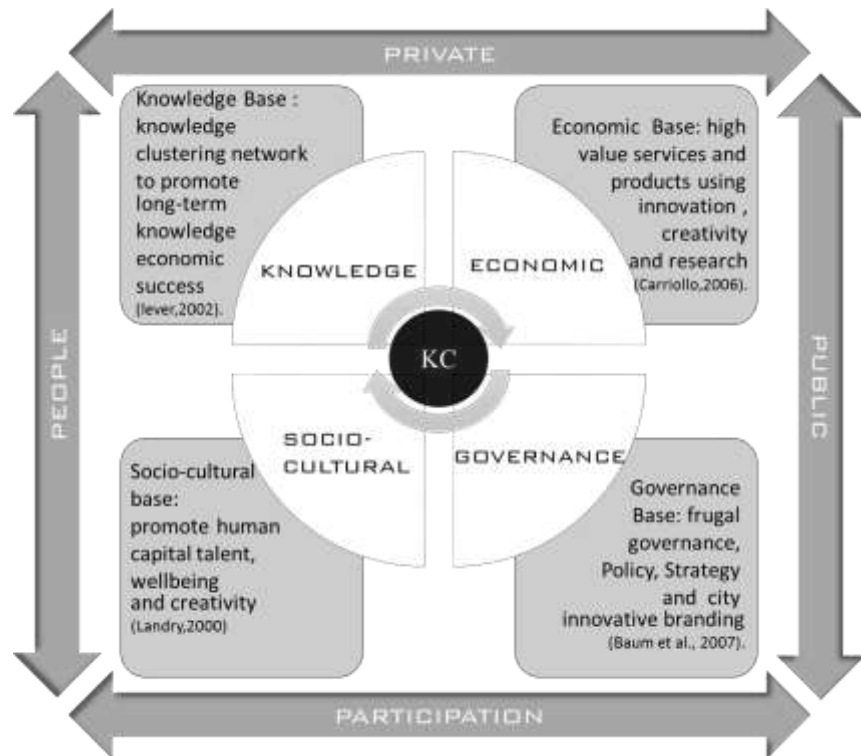 PRIVATE
Knowledge Base :
knowledge
clustering network
to promote
long-term
knowledge
economic
success
(lever,2002).
Economic Base: high
value services and
products using
innovation ,
creativity
and research
(Carriollo,2006).
KNOWLEDGE
ECONOMIC
PEOPLE
KC
PUBLIC
SOCIO-
CULTURAL
GOVERNANCE
Socio-cultural
base:
promote human
capital talent,
wellbeing
and creativity
(Landry,2000)
Governance
Base: frugal
governance,
Policy, Strategy
and city
innovative branding
(Baum et al., 2007).
PARTICIPATION